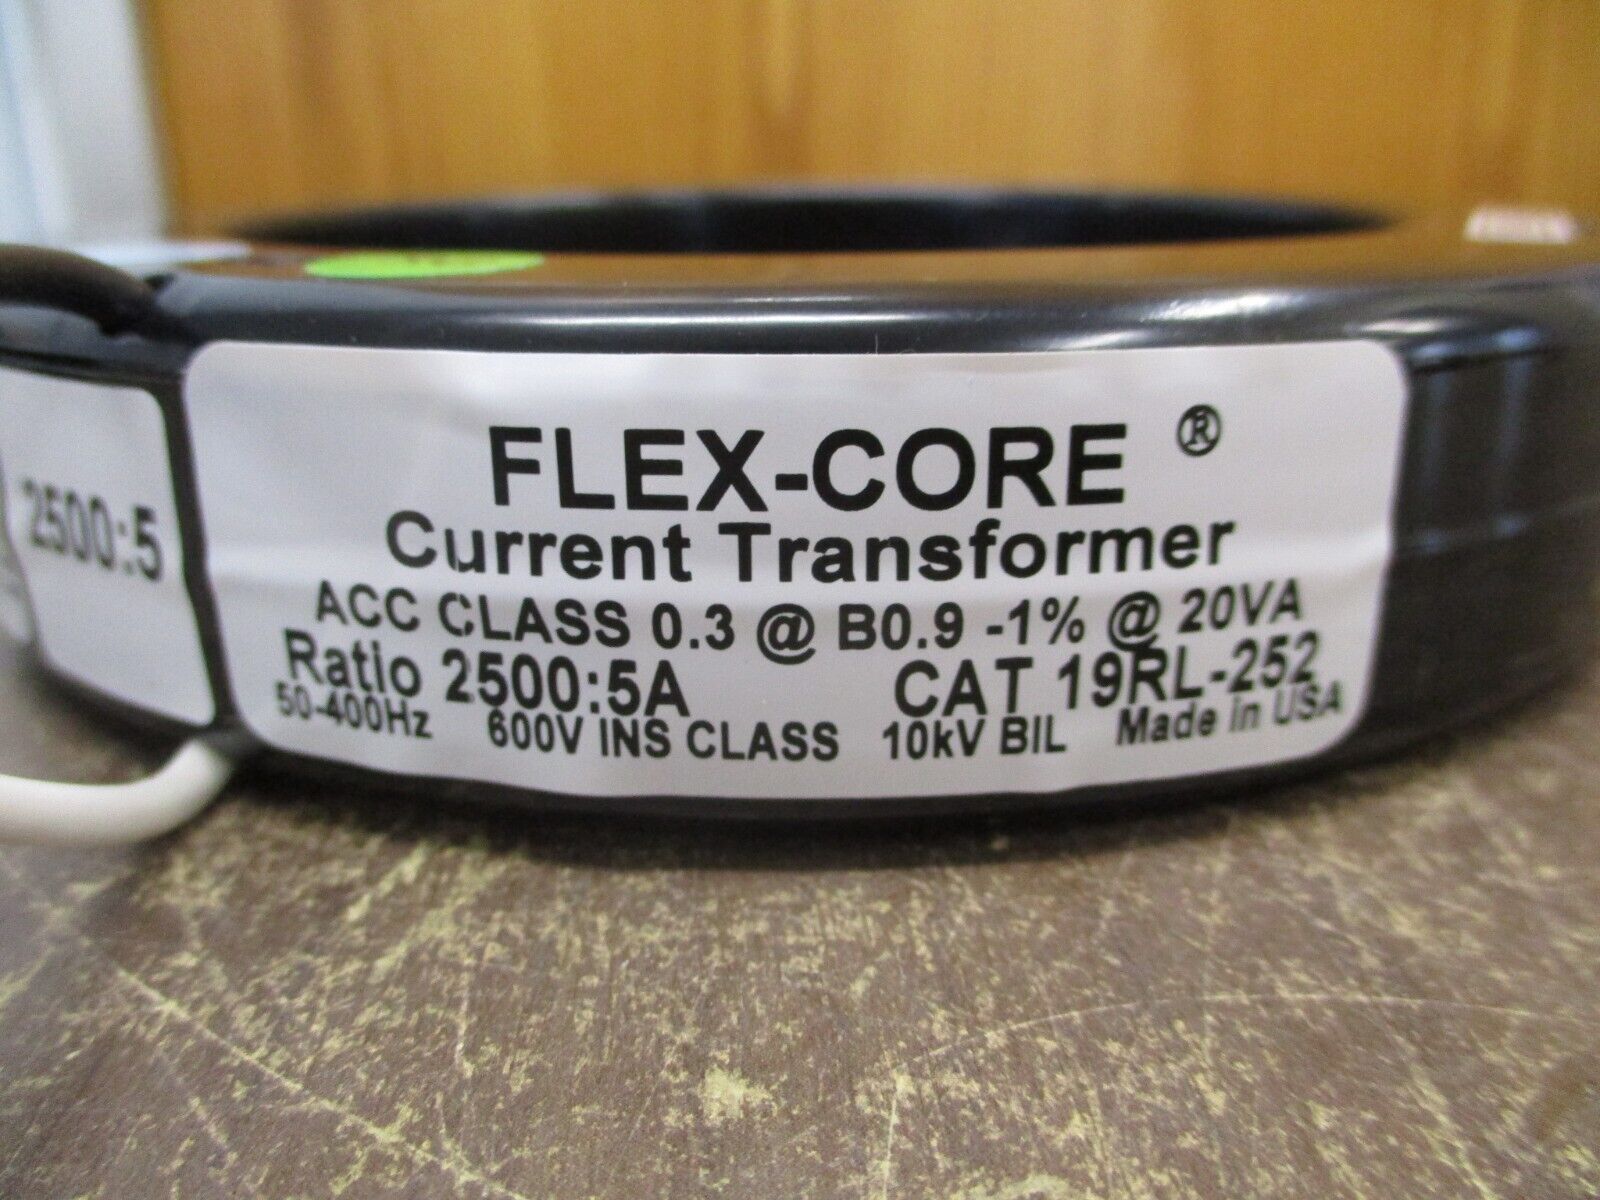 2500:5
FLEX-CORE ®
Current Transformer
ACC CLASS 0.3 @ B0.9 -1% @ 20VA
Ratio 2500:5A CAT 19RL-252
50-400Hz 600V INS CLASS 10kV BIL Made in USA